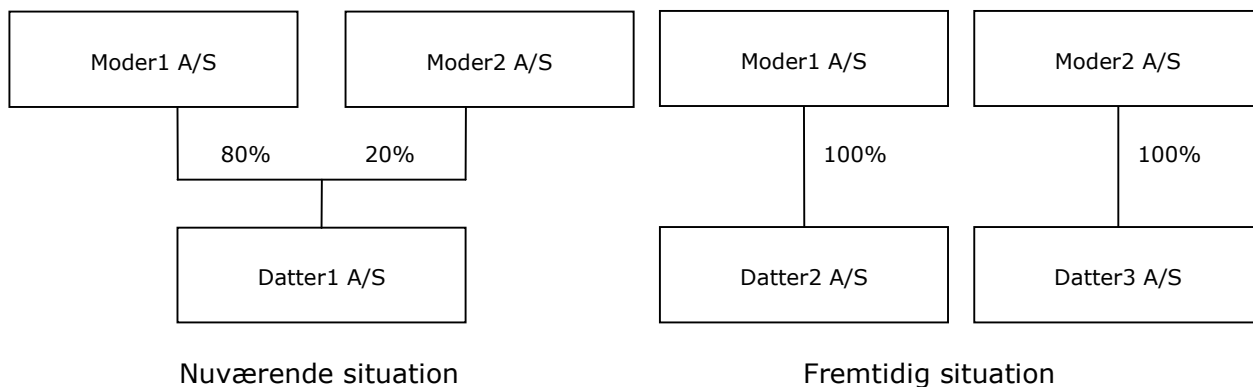 Moder1 A/S
Moder2 A/S
80%
20%
Datter1 A/S
Nuværende situation
Moder1 A/S
Moder2 A/S
100%
100%
Datter2 A/S
Datter3 A/S
Fremtidig situation